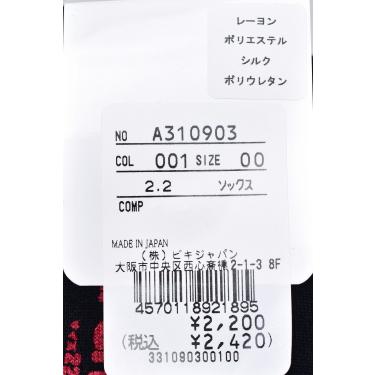 レーヨン
ポリエステル
シルク
ポリウレタン
NO A310903
COL 001 SIZE 00
2.2 ソックス
COMP
MADE IN JAPAN
(株)ビキジャパン
大阪市中央区西心斎橋2-1-3 8F
4570118921895
¥2,200
(税込 ¥2,420)
331090300100